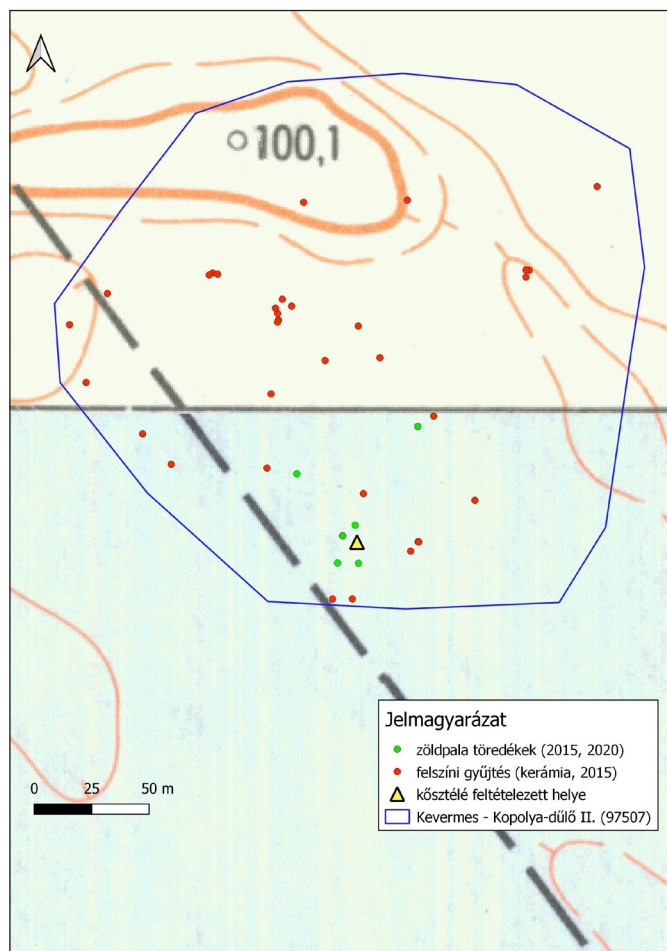 100,1
Jelmagyarázat
zöldpala töredékek (2015, 2020)
felszíni gyűjtés (kerámia, 2015)
kősztélé feltételezett helye
Kevermes - Kopolya-dűlő II. (97507)
0 25 50 m